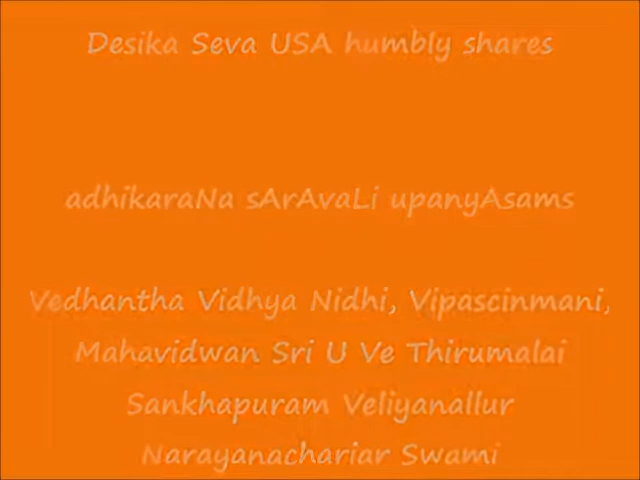 Desika Seva USA humbly shares
adhikaraNa sArAvaLi upanyAsams
Vedhantha Vidhya Nidhi, Vipascinmani,
Mahavidwan Sri U Ve Thirumalai
Sankhapuram Veliyanallur
Narayanachariar Swami